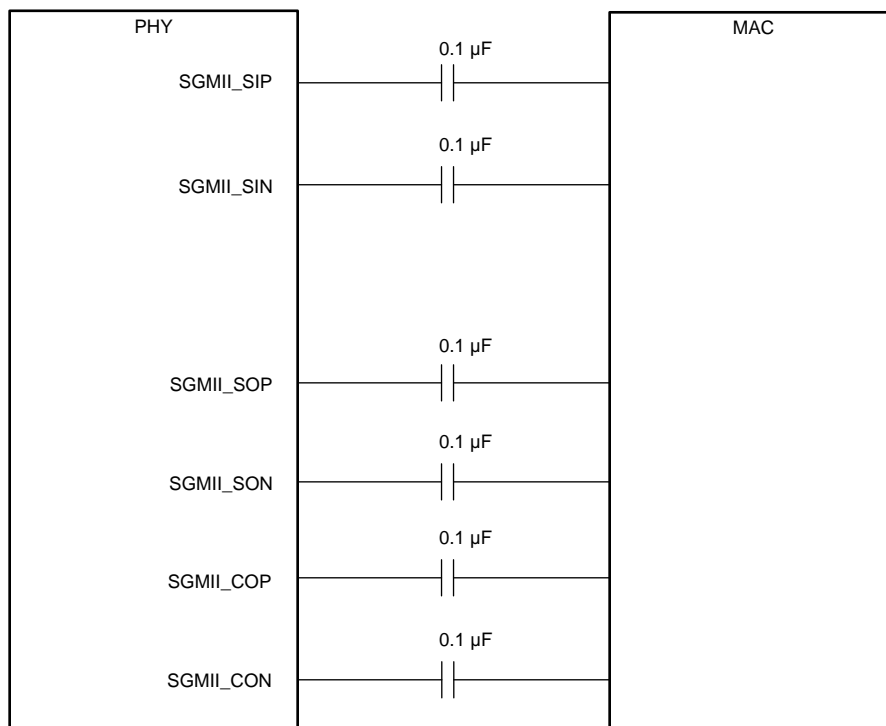 PHY
MAC
0.1 µF
SGMII_SIP
0.1 µF
SGMII_SIN
0.1 µF
SGMII_SOP
0.1 µF
SGMII_SON
0.1 µF
SGMII_COP
0.1 µF
SGMII_CON